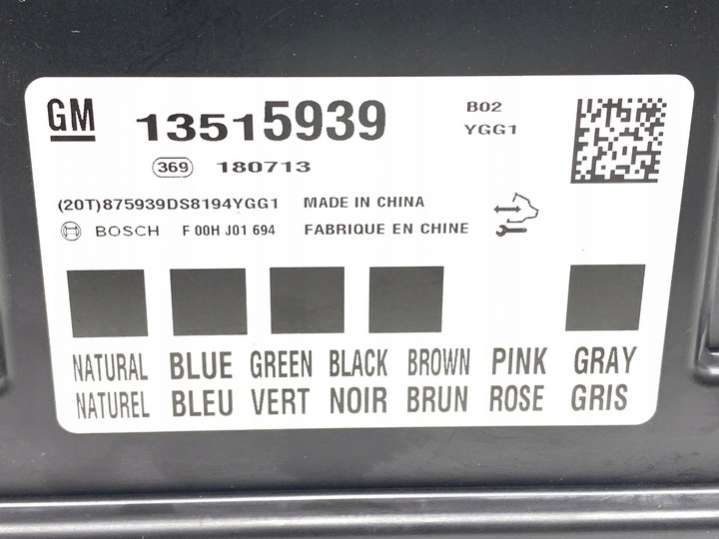 GM 13515939 B02
YGG1
369 180713
(20T)875939DS8194YGG1 MADE IN CHINA
BOSCH F 00H J01 694 FABRIQUE EN CHINE
NATURAL BLUE GREEN BLACK BROWN PINK GRAY
NATUREL BLEU VERT NOIR BRUN ROSE GRIS